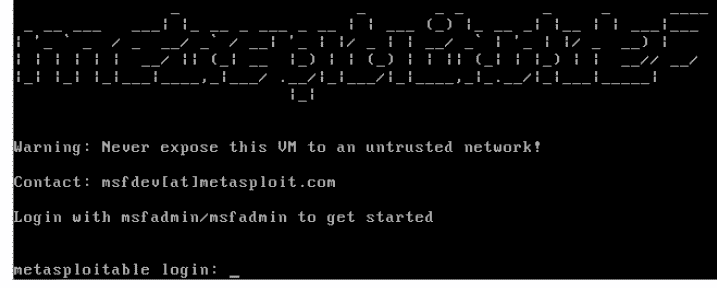 metasploitable2
Warning: Never expose this VM to an untrusted network!
Contact: msfdev[at]metasploit.com
Login with msfadmin/msfadmin to get started
metasploitable login: _